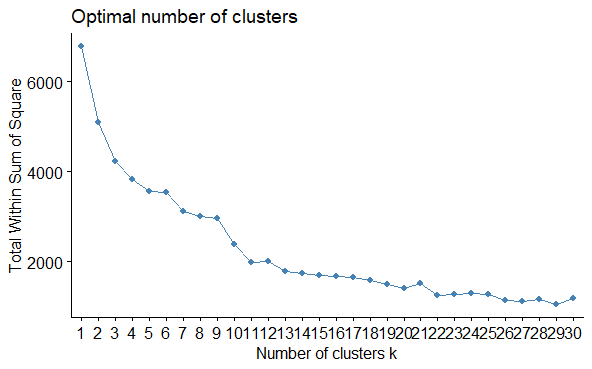 Optimal number of clusters
Total Within Sum of Square
6000
4000
2000
1 2 3 4 5 6 7 8 9 10 11 12 13 14 15 16 17 18 19 20 21 22 23 24 25 26 27 28 29 30
Number of clusters k